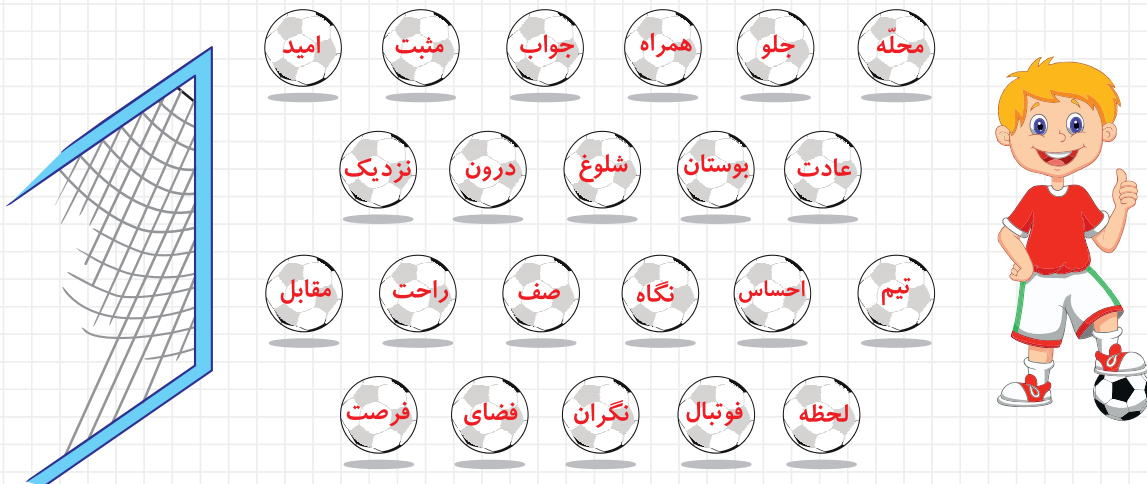 محلّه جلو همراه جواب مثبت امید
عادت بوستان شلوغ درون نزدیک
تیم احساس نگاه صف راحت مقابل
لحظه فوتبال نگران فضای فرصت